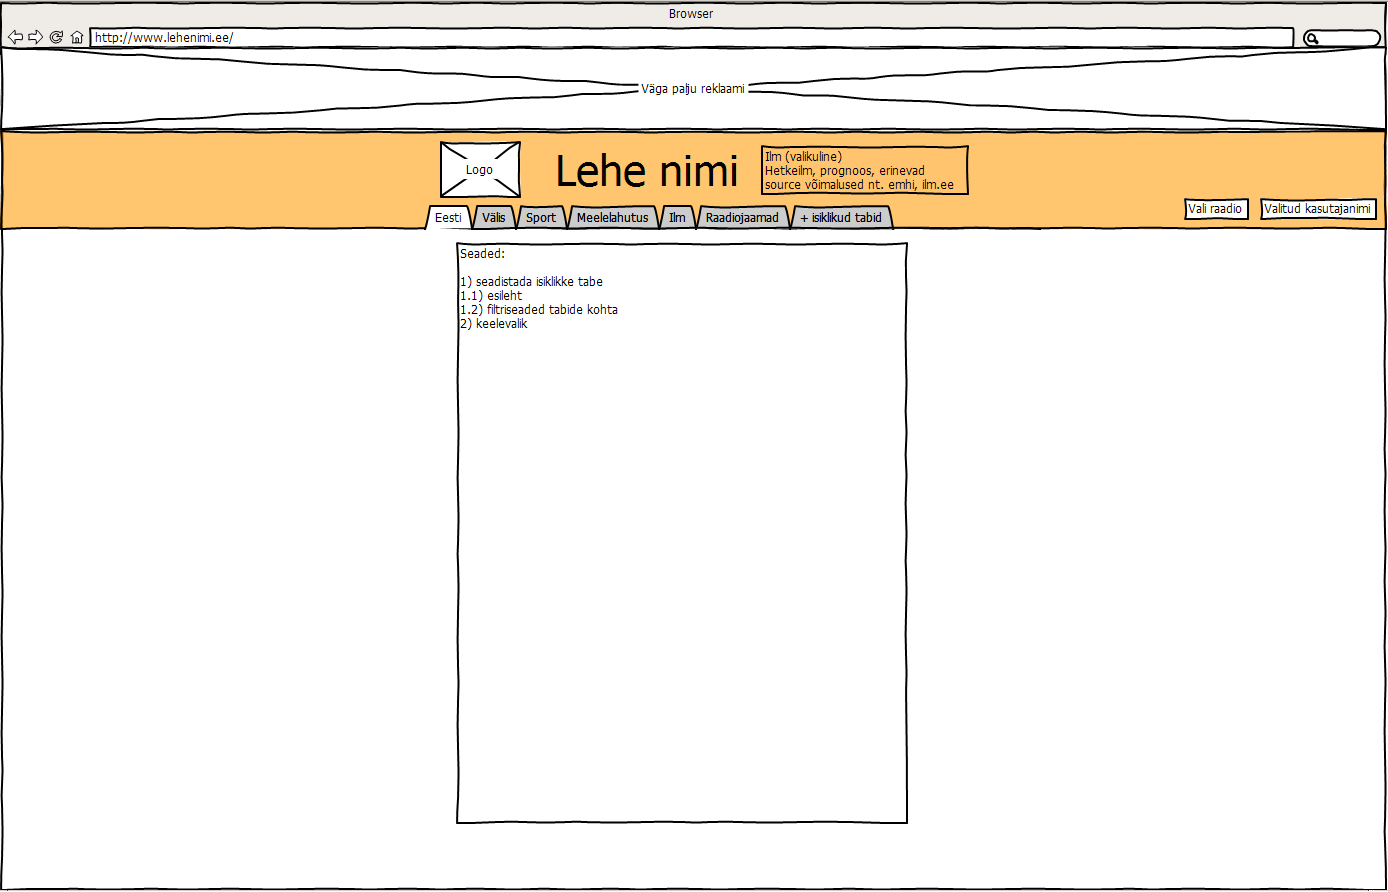 Browser
http://www.lehenimi.ee/
Väga palju reklaami
Logo
Lehe nimi
Ilm (valikuline)
Hetkeilm, prognoos, erinevad
source võimalused nt. emhi, ilm.ee
Vali raadio
Valitud kasutajanimi
Eesti
Välis
Sport
Meelelahutus
Ilm
Raadiojaamad
+ isiklikud tabid
Seaded:
1) seadistada isiklikke tabe
1.1) esileht
1.2) filtriseaded tabide kohta
2) keelevalik